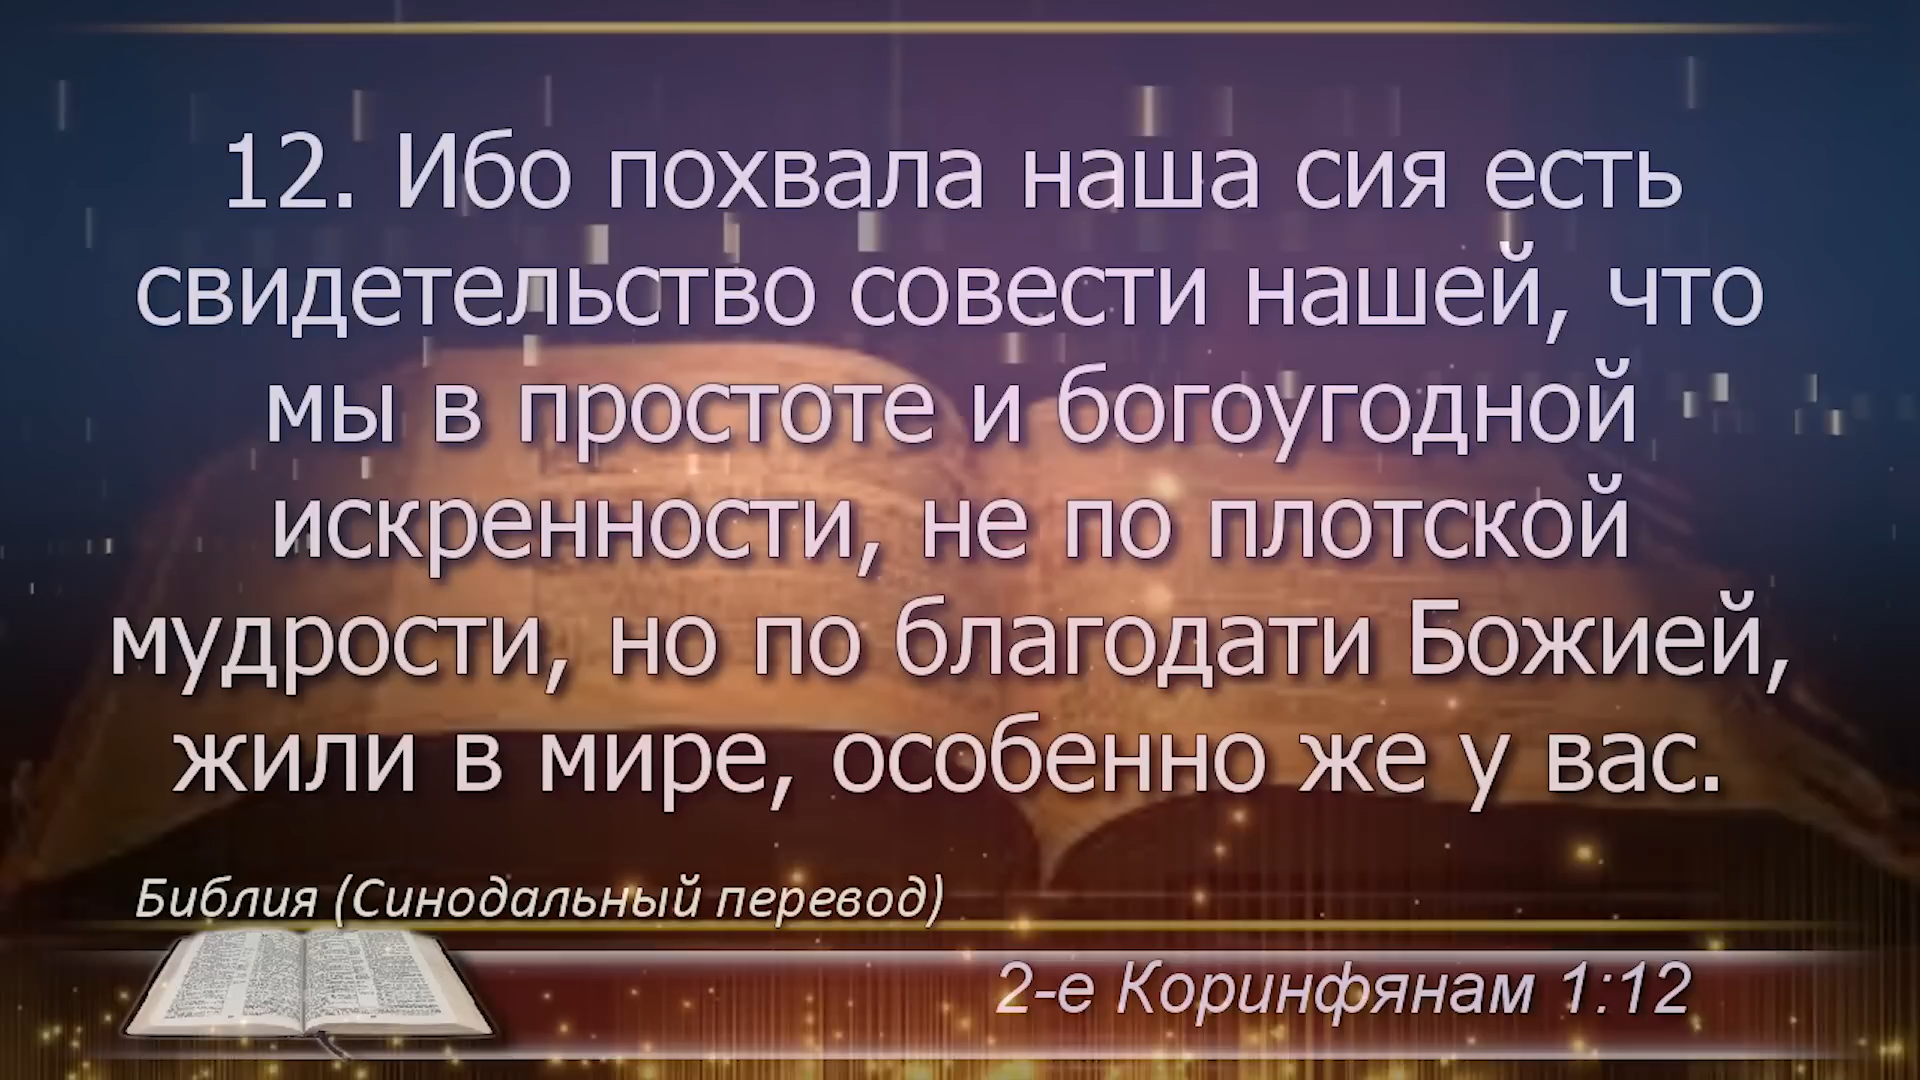 12. Ибо похвала наша сия есть
свидетельство совести нашей, что
мы в простоте и богоугодной
искренности, не по плотской
мудрости, но по благодати Божией,
жили в мире, особенно же у вас.
Библия (Синодальный перевод)
2-е Коринфянам 1:12